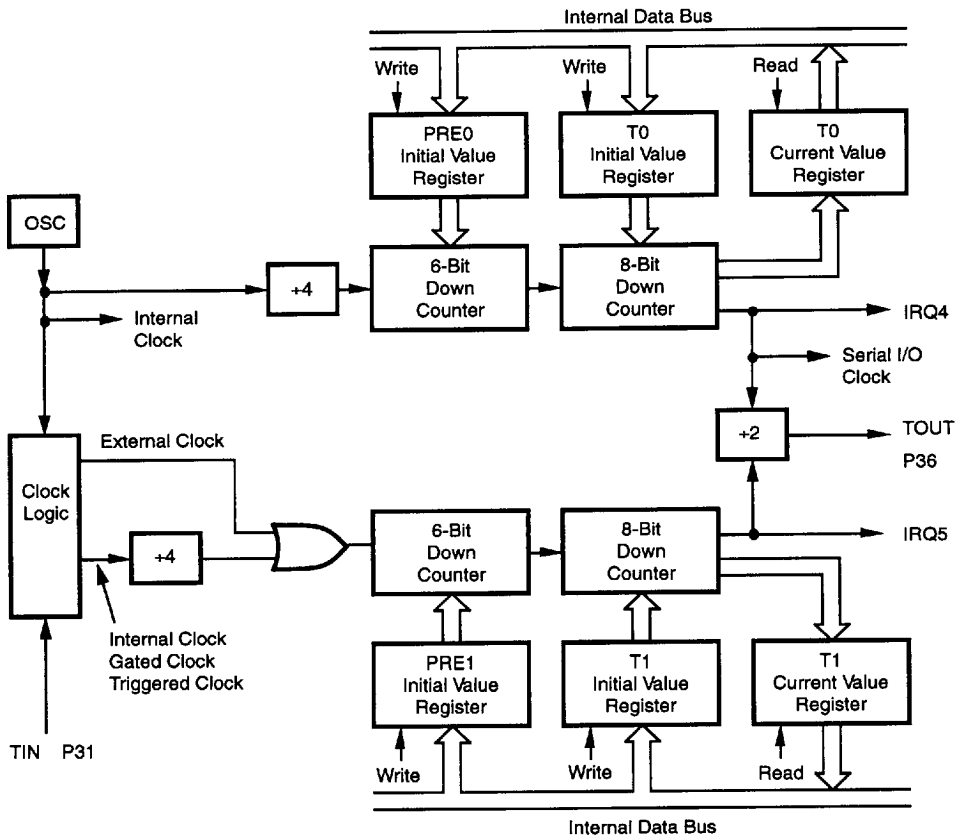 Internal Data Bus
Write
Write
Read
PRE0
Initial Value
Register
T0
Initial Value
Register
T0
Current Value
Register
OSC
÷4
6-Bit
Down
Counter
8-Bit
Down
Counter
Internal
Clock
IRQ4
Serial I/O
Clock
÷2
TOUT
P36
External Clock
Clock
Logic
÷4
6-Bit
Down
Counter
8-Bit
Down
Counter
IRQ5
Internal Clock
Gated Clock
Triggered Clock
PRE1
Initial Value
Register
T1
Initial Value
Register
T1
Current Value
Register
TIN P31
Write
Write
Read
Internal Data Bus